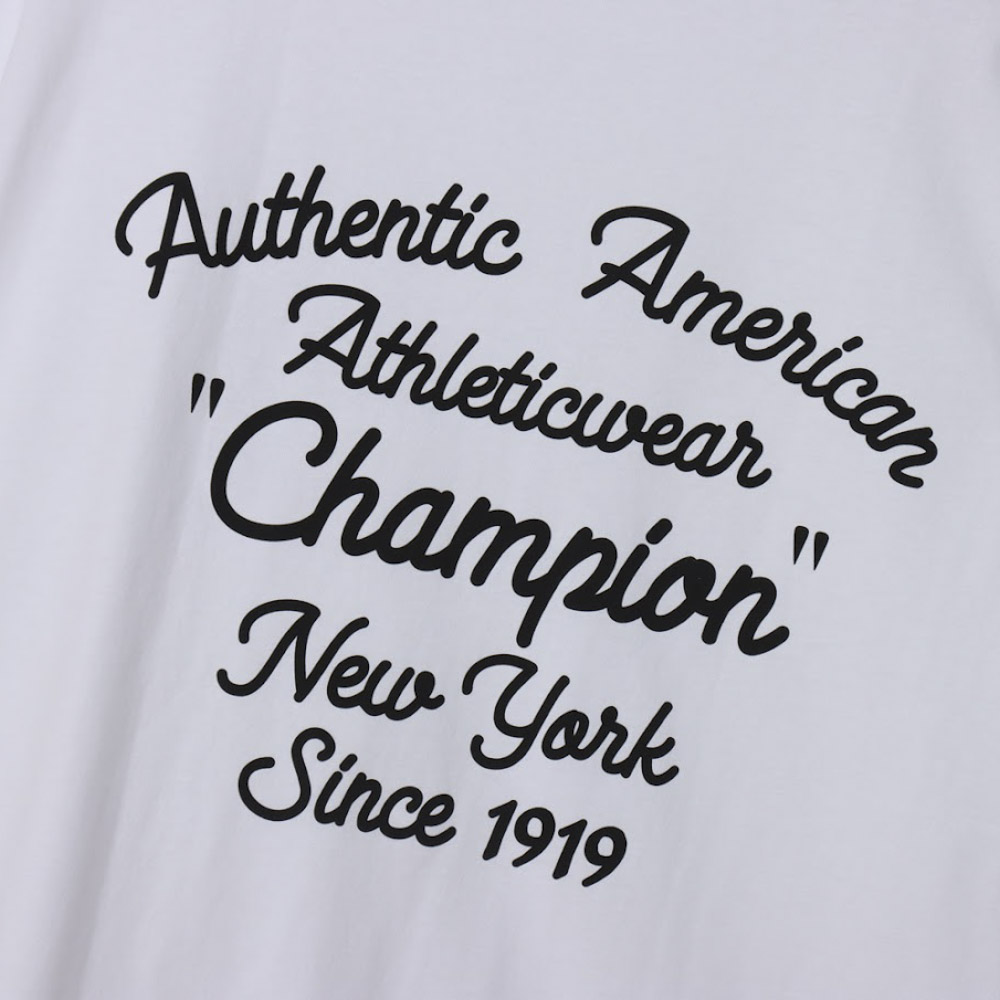 Authentic American
Athleticwear
"Champion"
New York
Since 1919